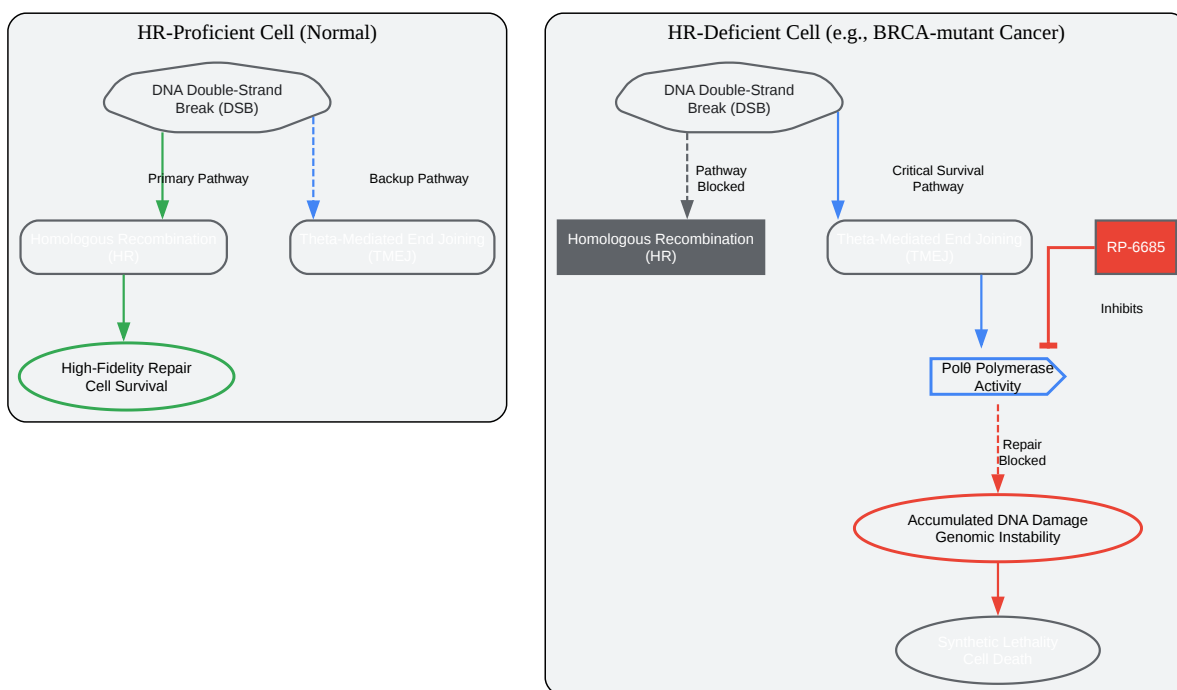 HR-Proficient Cell (Normal)
DNA Double-Strand
Break (DSB)
Primary Pathway
Backup Pathway
Homologous Recombination
(HR)
Theta-Mediated End Joining
(TMEJ)
High-Fidelity Repair
Cell Survival
HR-Deficient Cell (e.g., BRCA-mutant Cancer)
DNA Double-Strand
Break (DSB)
Pathway
Blocked
Critical Survival
Pathway
Homologous Recombination
(HR)
Theta-Mediated End Joining
(TMEJ)
RP-6685
Inhibits
Polθ Polymerase
Activity
Repair
Blocked
Accumulated DNA Damage
Genomic Instability
Synthetic Lethality
Cell Death